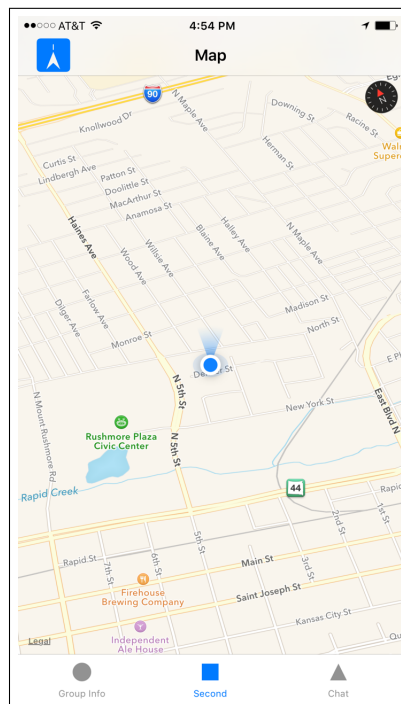 AT&T 4:54 PM
Map
90
N Maple Ave
Downing St
Eg
Racine St
Knollwood Dr
Walm
Superc
Herman St
Curtis St
Lindbergh Ave
Patton St
Doolittle St
MacArthur St
Anamosa St
N
Haines Ave
Wood Ave
Willsie Ave
Blaine Ave
Halley Ave
N Maple Ave
Dilger Ave
Farlow Ave
Madison St
North St
Monroe St
E Pl
N 5th St
N Mount Rushmore Rd
New York St
East Blvd N
Rushmore Plaza
Civic Center
N 5th St
Rapid Creek
44
Rapid
Rapid St
7th St
6th St
5th St
Main St
3rd St
2nd St
1st St
Firehouse
Brewing Company
Saint Joseph St
Kansas City St
Independent
Ale House
Qu
Legal
Group Info
Second
Chat